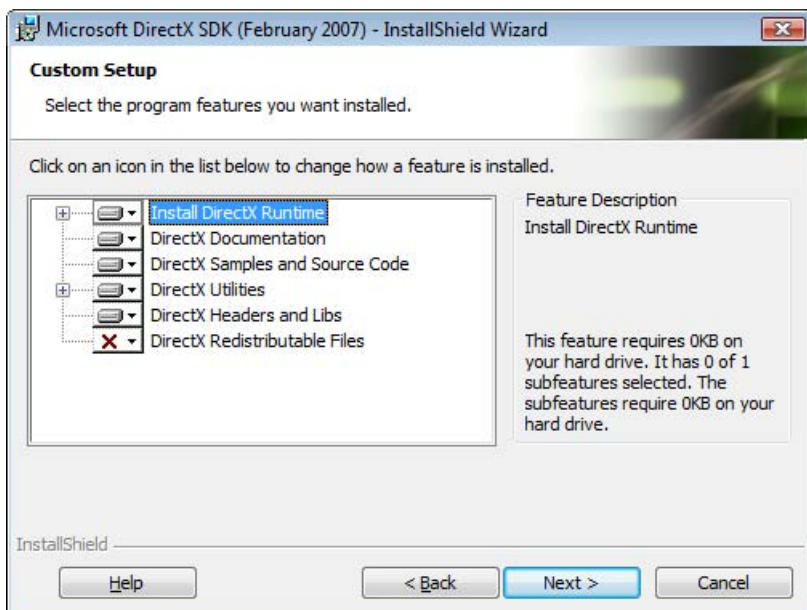 Microsoft DirectX SDK (February 2007) - InstallShield Wizard
Custom Setup
Select the program features you want installed.
Click on an icon in the list below to change how a feature is installed.
Install DirectX Runtime
DirectX Documentation
DirectX Samples and Source Code
DirectX Utilities
DirectX Headers and Libs
DirectX Redistributable Files
Feature Description
Install DirectX Runtime
This feature requires 0KB on
your hard drive. It has 0 of 1
subfeatures selected. The
subfeatures require 0KB on your
hard drive.
InstallShield
Help
< Back
Next >
Cancel